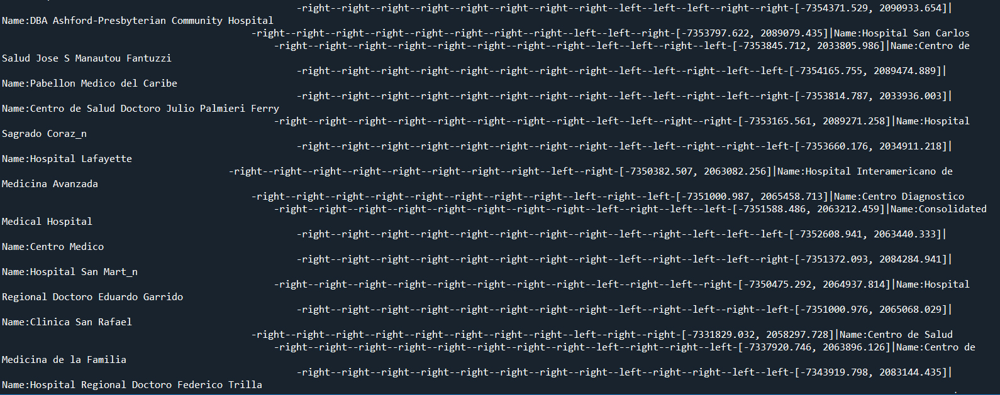 -right--right--right--right--right--right--right--right--left--left--left--right--right-[-7354371.529, 2090933.654]|
Name:DBA Ashford-Presbyterian Community Hospital
-right--right--right--right--right--right--right--right--left--left--right-[-7353797.622, 2089079.435]|Name:Hospital San Carlos
-right--right--right--right--right--right--right--right--left--left--right--left-[-7353845.712, 2033805.986]|Name:Centro de
Salud Jose S Manautou Fantuzzi
-right--right--right--right--right--right--right--right--left--left--right--left--left-[-7354165.755, 2089474.889]|
Name:Pabellon Medico del Caribe
-right--right--right--right--right--right--right--right--left--left--right--left--right-[-7353814.787, 2033936.003]|
Name:Centro de Salud Doctoro Julio Palmieri Ferry
-right--right--right--right--right--right--right--right--left--left--right--right-[-7353165.561, 2089271.258]|Name:Hospital
Sagrado Coraz_n
-right--right--right--right--right--right--right--right--left--left--right--right--left-[-7353660.176, 2034911.218]|
Name:Hospital Lafayette
-right--right--right--right--right--right--right--right--left--right-[-7350382.507, 2063082.256]|Name:Hospital Interamericano de
Medicina Avanzada
-right--right--right--right--right--right--right--right--left--right--left-[-7351000.987, 2065458.713]|Name:Centro Diagnostico
-right--right--right--right--right--right--right--right--left--right--left--left-[-7351588.486, 2063212.459]|Name:Consolidated
Medical Hospital
-right--right--right--right--right--right--right--right--left--right--left--left--left-[-7352608.941, 2063440.333]|
Name:Centro Medico
-right--right--right--right--right--right--right--right--left--right--left--left--right-[-7351372.093, 2084284.941]|
Name:Hospital San Mart_n
-right--right--right--right--right--right--right--right--left--right--left--right-[-7350475.292, 2064937.814]|Name:Hospital
Regional Doctoro Eduardo Garrido
-right--right--right--right--right--right--right--right--left--right--left--right--left-[-7351000.976, 2065068.029]|
Name:Clinica San Rafael
-right--right--right--right--right--right--right--right--left--right--right-[-7331829.032, 2058297.728]|Name:Centro de Salud
-right--right--right--right--right--right--right--right--left--right--right--left-[-7337920.746, 2063896.126]|Name:Centro de
Medicina de la Familia
-right--right--right--right--right--right--right--right--left--right--right--left--left-[-7343919.798, 2083144.435]|
Name:Hospital Regional Doctoro Federico Trilla